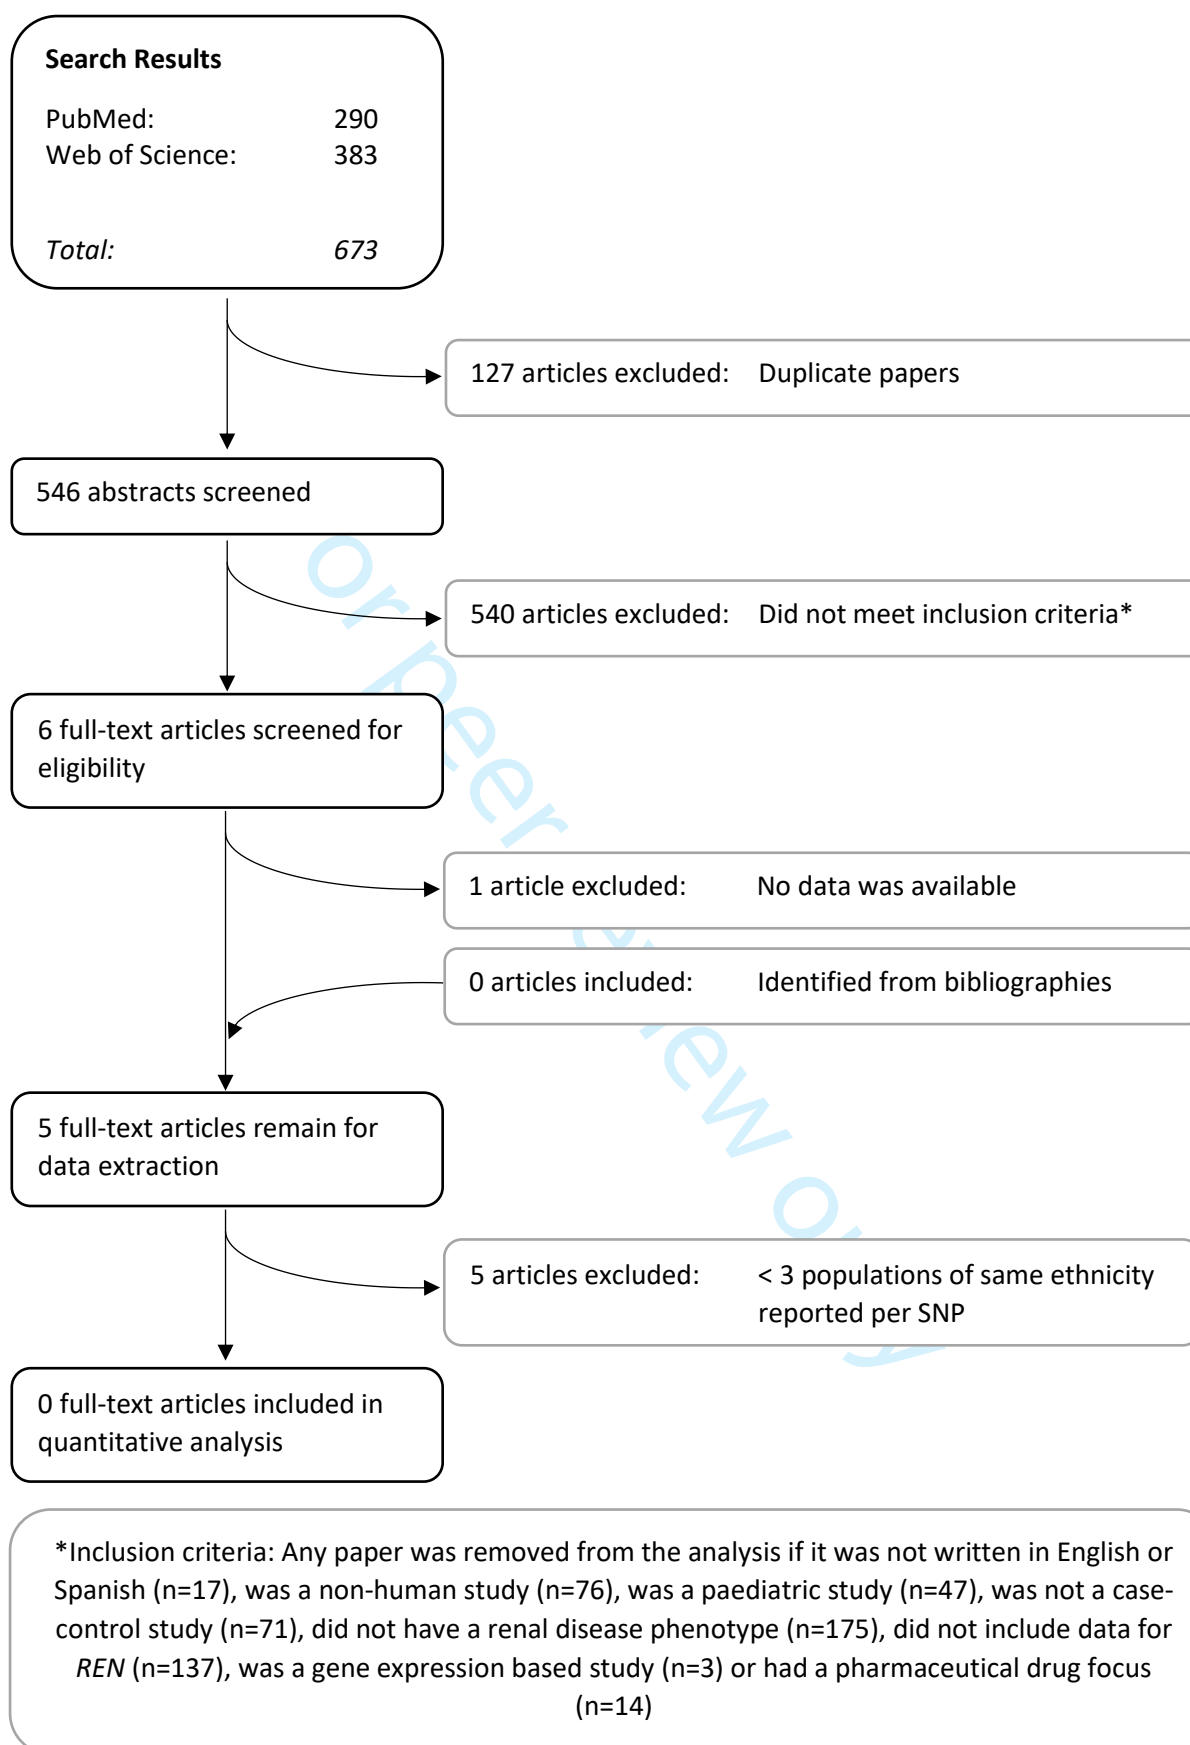 Search Results
PubMed: 290
Web of Science: 383
Total: 673
127 articles excluded: Duplicate papers
546 abstracts screened
540 articles excluded: Did not meet inclusion criteria*
6 full-text articles screened for
eligibility
1 article excluded: No data was available
0 articles included: Identified from bibliographies
5 full-text articles remain for
data extraction
5 articles excluded: < 3 populations of same ethnicity
reported per SNP
0 full-text articles included in
quantitative analysis
*Inclusion criteria: Any paper was removed from the analysis if it was not written in English or
Spanish (n=17), was a non-human study (n=76), was a paediatric study (n=47), was not a case-
control study (n=71), did not have a renal disease phenotype (n=175), did not include data for
REN (n=137), was a gene expression based study (n=3) or had a pharmaceutical drug focus
(n=14)